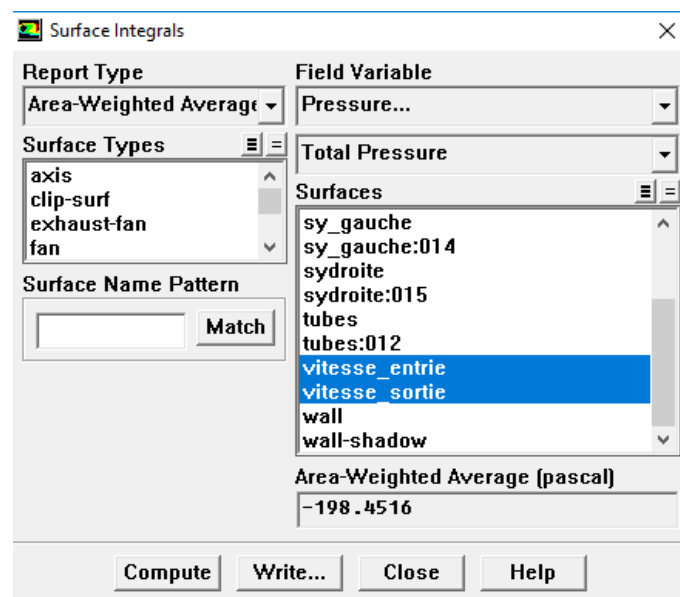 Surface Integrals
Report Type
Area-Weighted Average
Surface Types
axis
clip-surf
exhaust-fan
fan
Surface Name Pattern
Match
Field Variable
Pressure...
Total Pressure
Surfaces
sy_gauche
sy_gauche:014
sydroite
sydroite:015
tubes
tubes:012
vitesse_entrie
vitesse_sortie
wall
wall-shadow
Area-Weighted Average (pascal)
-198.4516
Compute
Write...
Close
Help